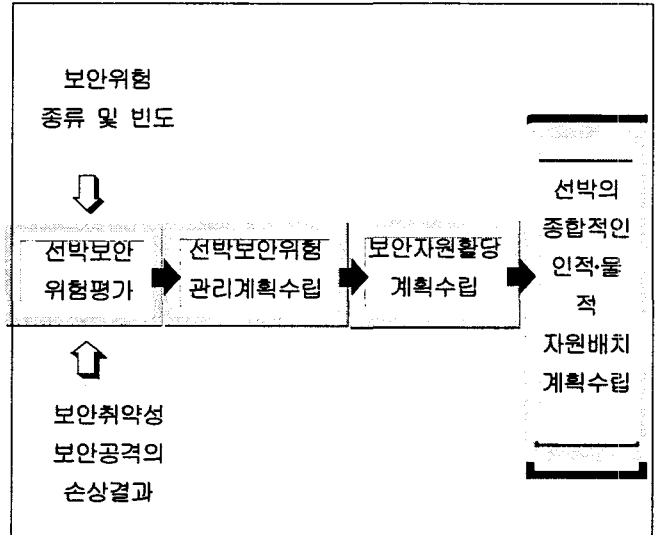 보안위험
종류 및 빈도
선박보안
위험평가
선박보안위험
관리계획수립
보안자원활당
계획수립
선박의
종합적인
인적·물
적
자원배치
계획수립
보안취약성
보안공격의
손상결과